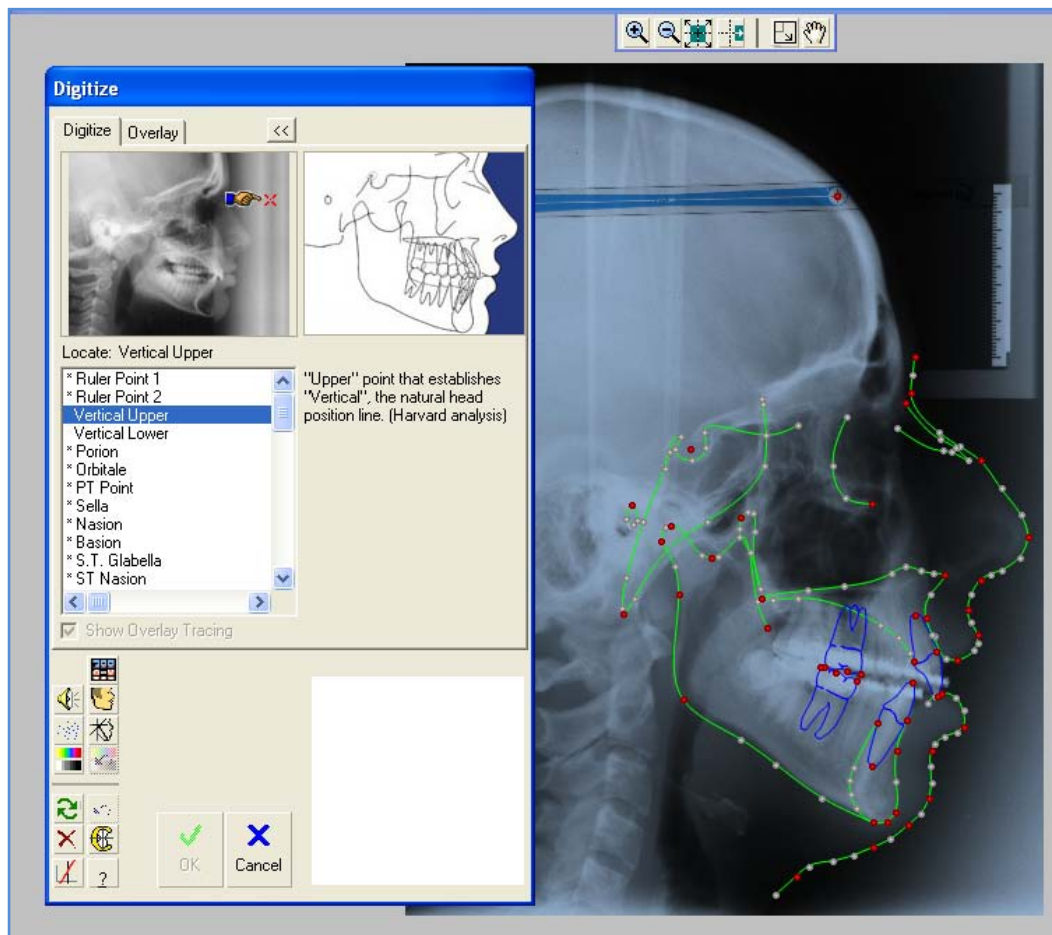 Digitize
Digitize
Overlay
<<
Locate: Vertical Upper
* Ruler Point 1
* Ruler Point 2
Vertical Upper
Vertical Lower
* Porion
* Orbitale
* PT Point
* Sella
* Nasion
* Basion
* S.T. Glabella
* ST Nasion
"Upper" point that establishes
"Vertical", the natural head
position line. (Harvard analysis)
Show Overlay Tracing
?
OK
Cancel